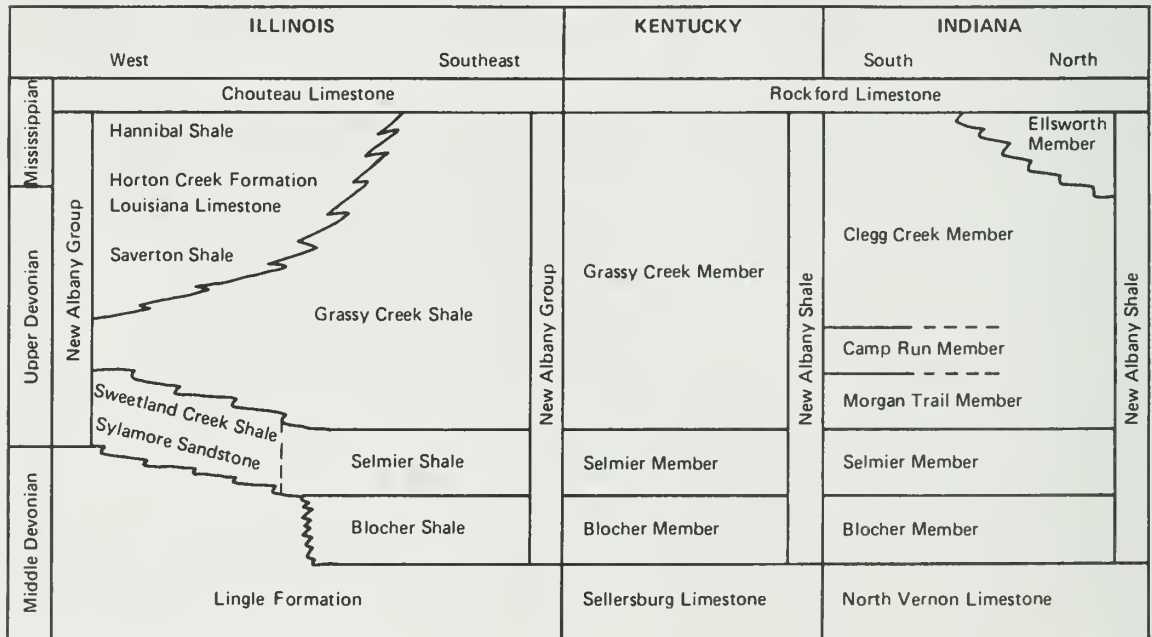 ILLINOIS
KENTUCKY
INDIANA
West
Southeast
South
North
Mississippian
Upper Devonian
Middle Devonian
Chouteau Limestone
Rockford Limestone
New Albany Group
Hannibal Shale
Horton Creek Formation
Louisiana Limestone
Saverton Shale
Grassy Creek Shale
Sweetland Creek Shale
Sylamore Sandstone
Selmier Shale
Blocher Shale
Lingle Formation
New Albany Group
Grassy Creek Member
Selmier Member
Blocher Member
Sellersburg Limestone
New Albany Shale
Ellsworth
Member
Clegg Creek Member
Camp Run Member
Morgan Trail Member
Selmier Member
Blocher Member
North Vernon Limestone
New Albany Shale